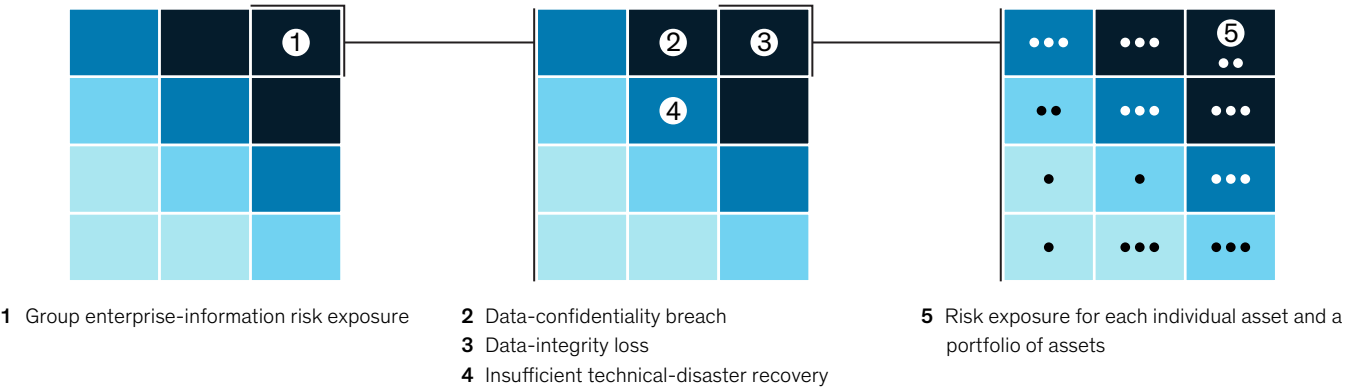 1
2
3
5
4
1 Group enterprise-information risk exposure
2 Data-confidentiality breach
3 Data-integrity loss
4 Insufficient technical-disaster recovery
5 Risk exposure for each individual asset and a
portfolio of assets